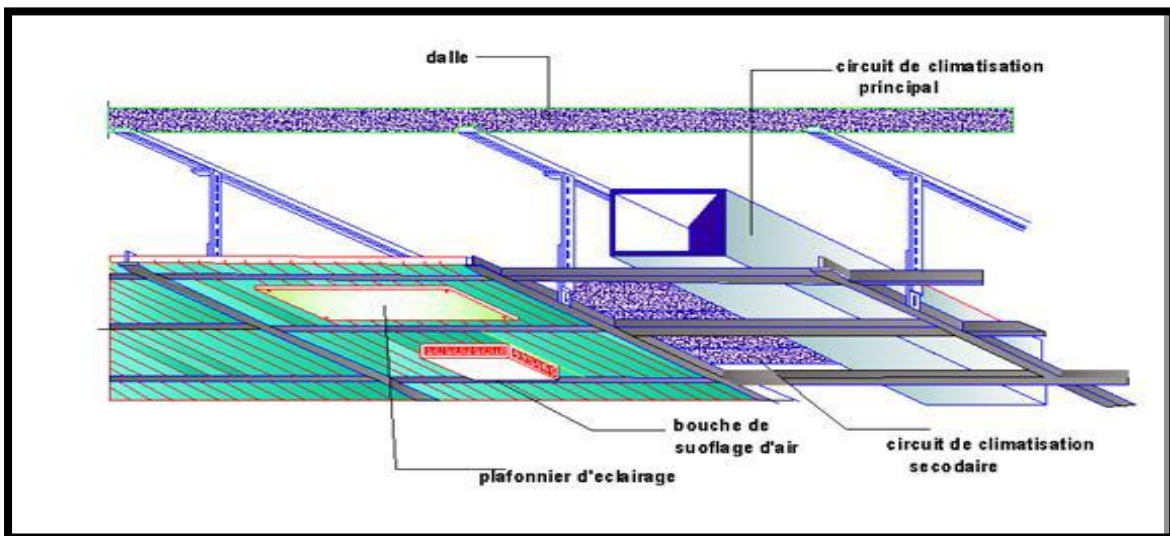 dalle
circuit de climatisation
principal
bouche de
suoflage d'air
circuit de climatisation
secodaire
plafonnier d'eclairage